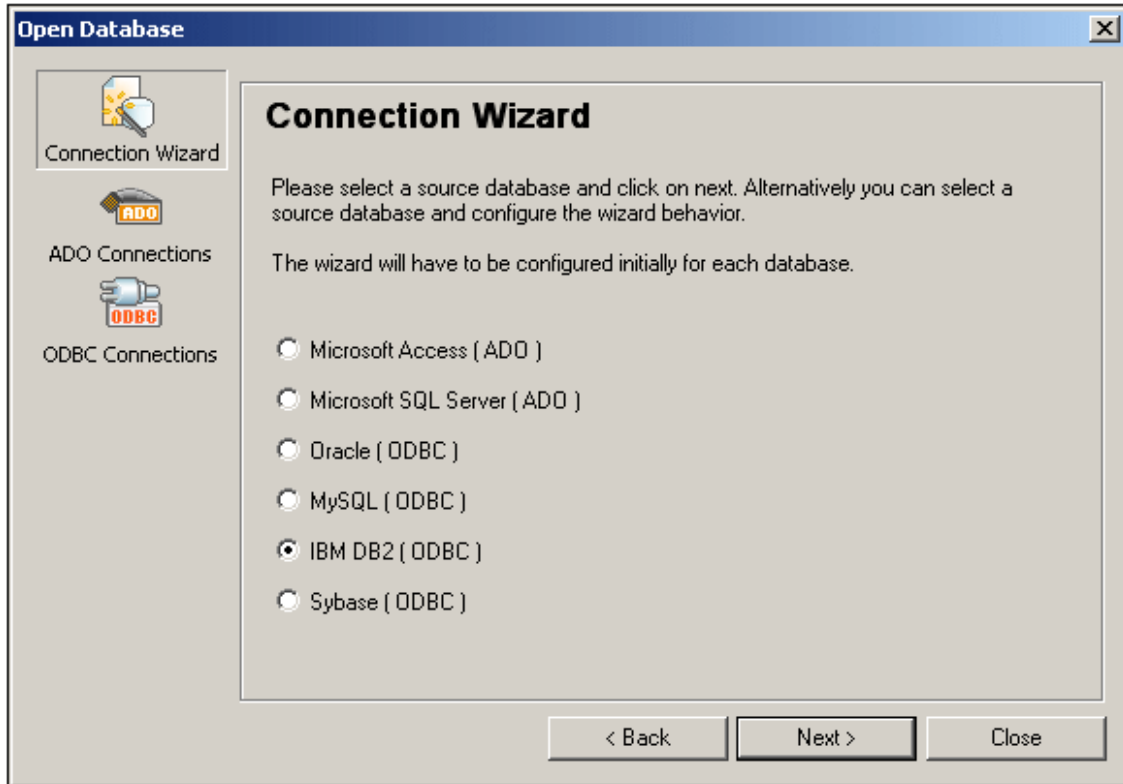 Open Database
Connection Wizard
ADO
ADO Connections
ODBC
ODBC Connections
Connection Wizard
Please select a source database and click on next. Alternatively you can select a
source database and configure the wizard behavior.
The wizard will have to be configured initially for each database.
Microsoft Access ( ADO )
Microsoft SQL Server ( ADO )
Oracle ( ODBC )
MySQL ( ODBC )
IBM DB2 ( ODBC )
Sybase ( ODBC )
< Back
Next >
Close